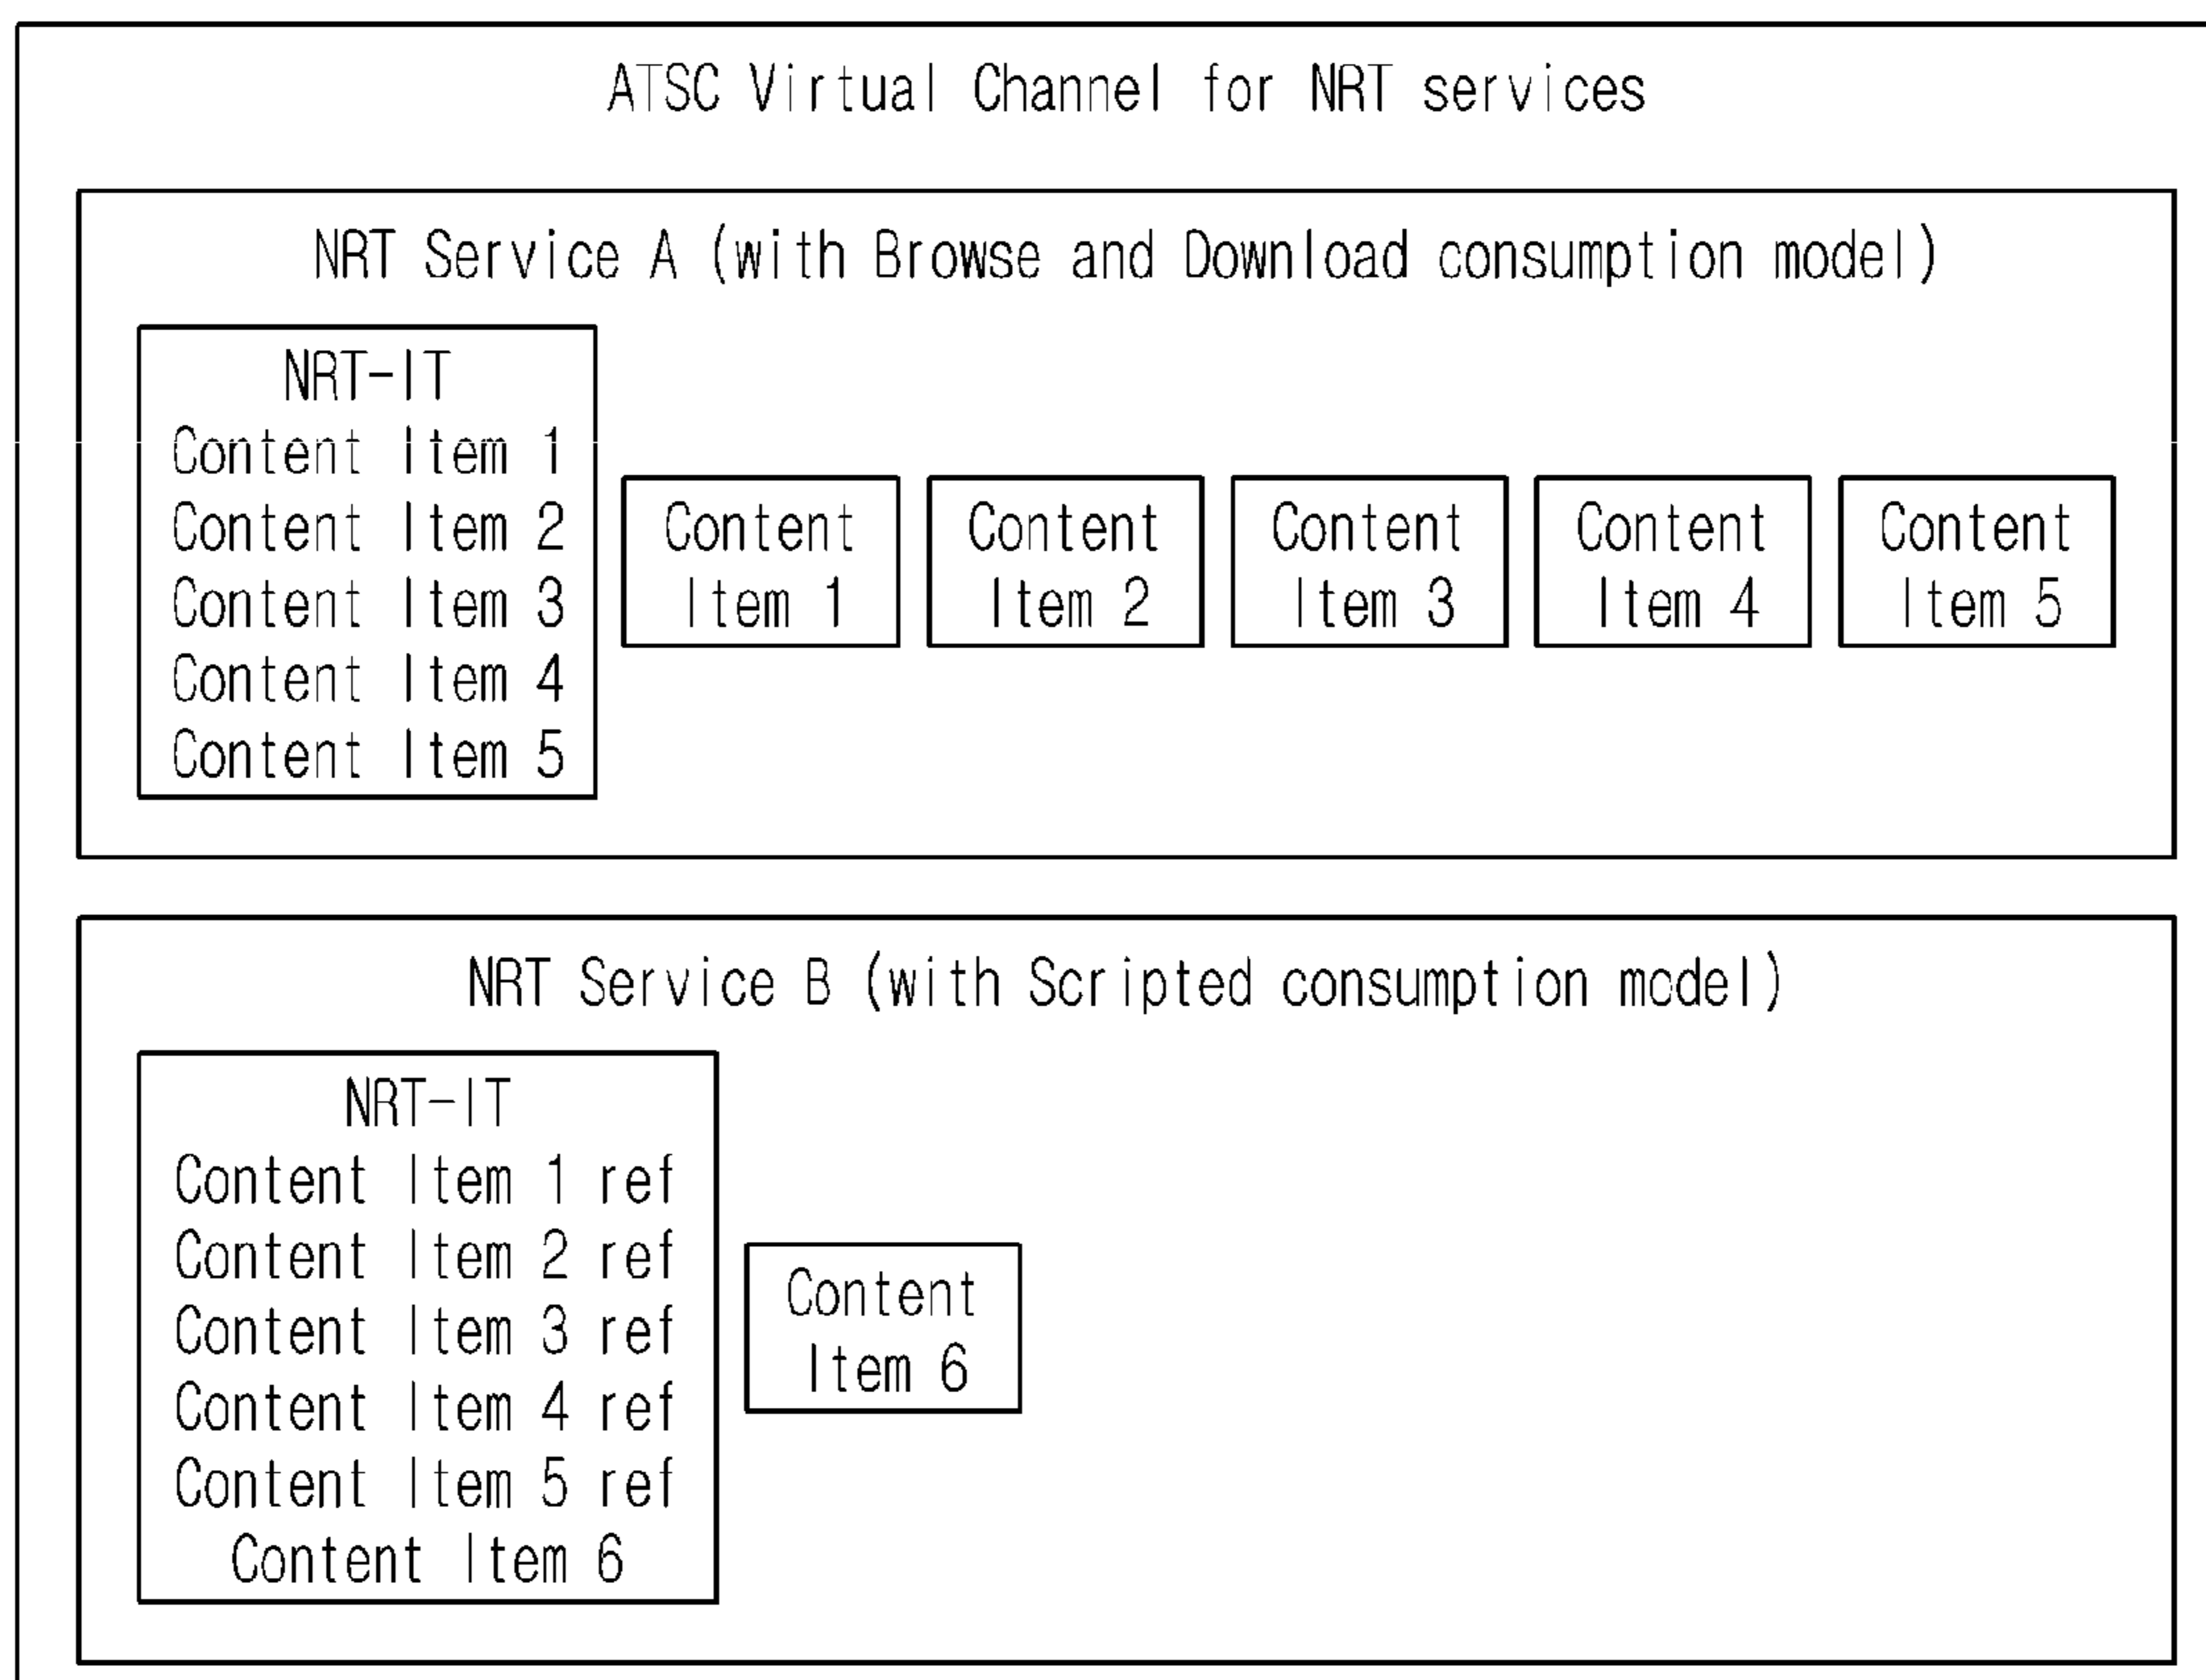 ATSC Virtual Channel for NRT services
NRT Service A (with Browse and Download consumption model)
NRT-IT
Content Item 1
Content Item 2
Content Item 3
Content Item 4
Content Item 5
Content
Item 1
Content
Item 2
Content
Item 3
Content
Item 4
Content
Item 5
NRT Service B (with Scripted consumption model)
NRT-IT
Content Item 1 ref
Content Item 2 ref
Content Item 3 ref
Content Item 4 ref
Content Item 5 ref
Content Item 6
Content
Item 6